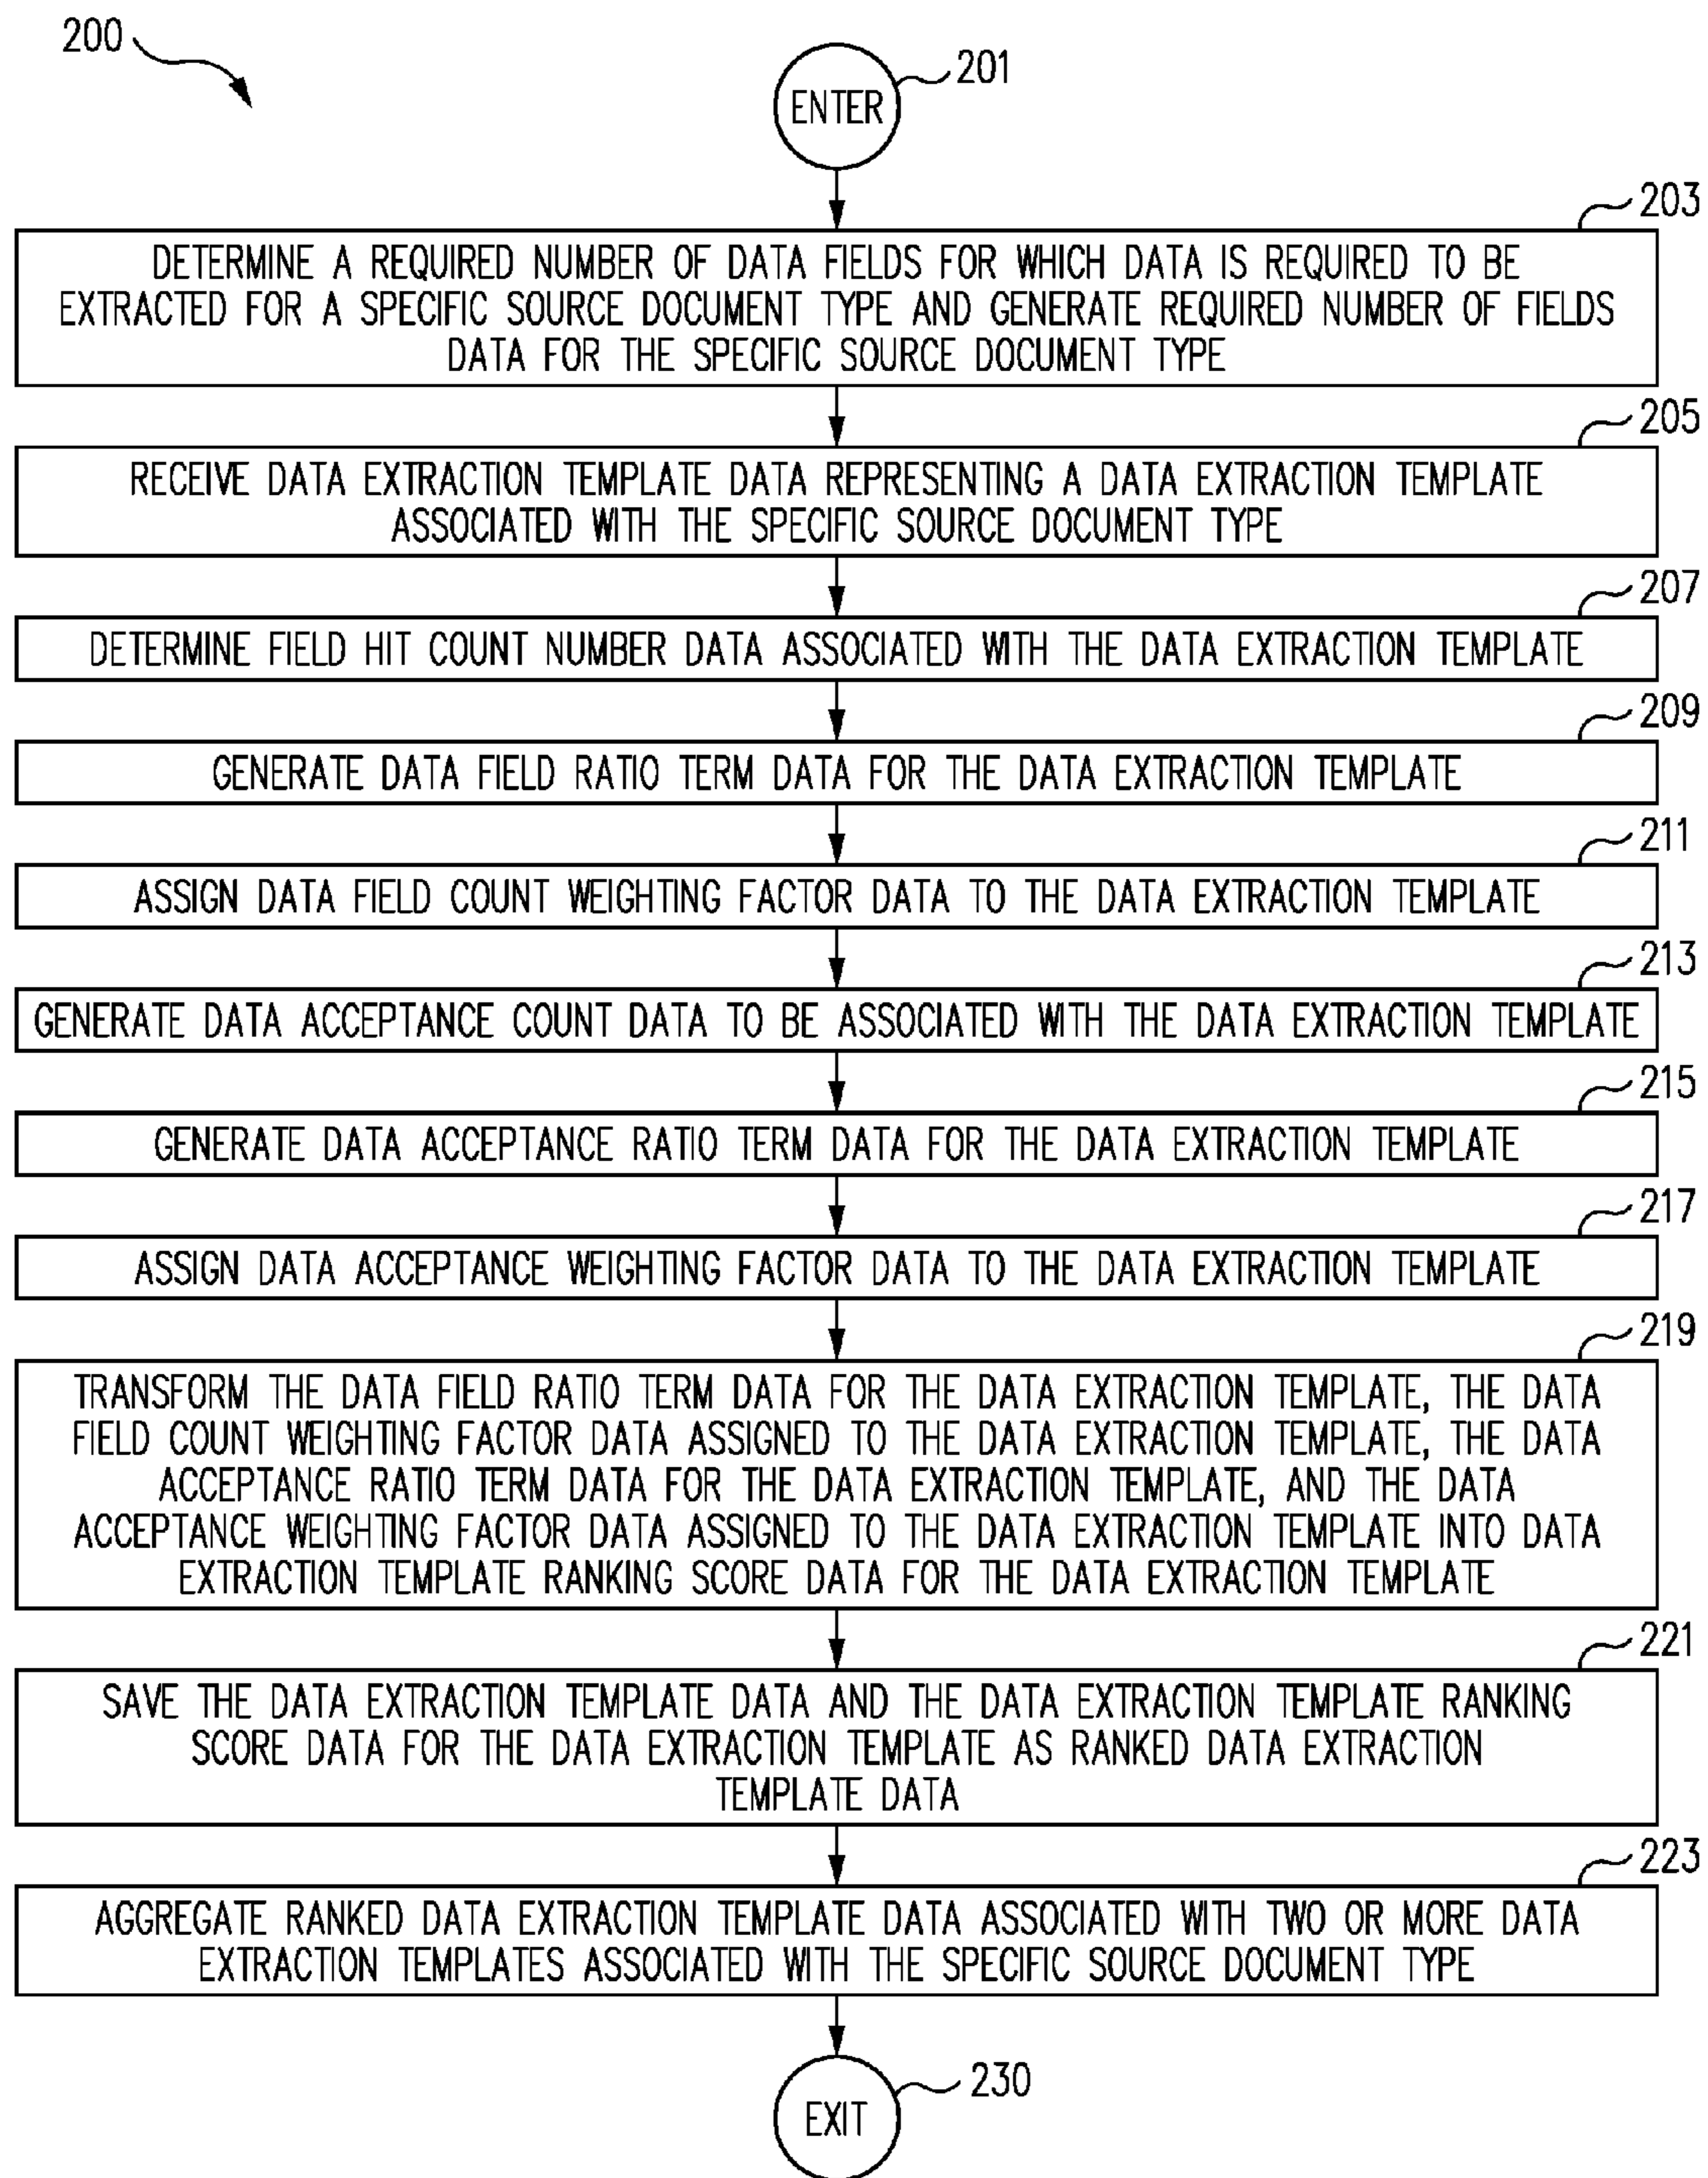 200
201
ENTER
203
DETERMINE A REQUIRED NUMBER OF DATA FIELDS FOR WHICH DATA IS REQUIRED TO BE
EXTRACTED FOR A SPECIFIC SOURCE DOCUMENT TYPE AND GENERATE REQUIRED NUMBER OF FIELDS
DATA FOR THE SPECIFIC SOURCE DOCUMENT TYPE
205
RECEIVE DATA EXTRACTION TEMPLATE DATA REPRESENTING A DATA EXTRACTION TEMPLATE
ASSOCIATED WITH THE SPECIFIC SOURCE DOCUMENT TYPE
207
DETERMINE FIELD HIT COUNT NUMBER DATA ASSOCIATED WITH THE DATA EXTRACTION TEMPLATE
209
GENERATE DATA FIELD RATIO TERM DATA FOR THE DATA EXTRACTION TEMPLATE
211
ASSIGN DATA FIELD COUNT WEIGHTING FACTOR DATA TO THE DATA EXTRACTION TEMPLATE
213
GENERATE DATA ACCEPTANCE COUNT DATA TO BE ASSOCIATED WITH THE DATA EXTRACTION TEMPLATE
215
GENERATE DATA ACCEPTANCE RATIO TERM DATA FOR THE DATA EXTRACTION TEMPLATE
217
ASSIGN DATA ACCEPTANCE WEIGHTING FACTOR DATA TO THE DATA EXTRACTION TEMPLATE
219
TRANSFORM THE DATA FIELD RATIO TERM DATA FOR THE DATA EXTRACTION TEMPLATE, THE DATA
FIELD COUNT WEIGHTING FACTOR DATA ASSIGNED TO THE DATA EXTRACTION TEMPLATE, THE DATA
ACCEPTANCE RATIO TERM DATA FOR THE DATA EXTRACTION TEMPLATE, AND THE DATA
ACCEPTANCE WEIGHTING FACTOR DATA ASSIGNED TO THE DATA EXTRACTION TEMPLATE INTO DATA
EXTRACTION TEMPLATE RANKING SCORE DATA FOR THE DATA EXTRACTION TEMPLATE
221
SAVE THE DATA EXTRACTION TEMPLATE DATA AND THE DATA EXTRACTION TEMPLATE RANKING
SCORE DATA FOR THE DATA EXTRACTION TEMPLATE AS RANKED DATA EXTRACTION
TEMPLATE DATA
223
AGGREGATE RANKED DATA EXTRACTION TEMPLATE DATA ASSOCIATED WITH TWO OR MORE DATA
EXTRACTION TEMPLATES ASSOCIATED WITH THE SPECIFIC SOURCE DOCUMENT TYPE
230
EXIT